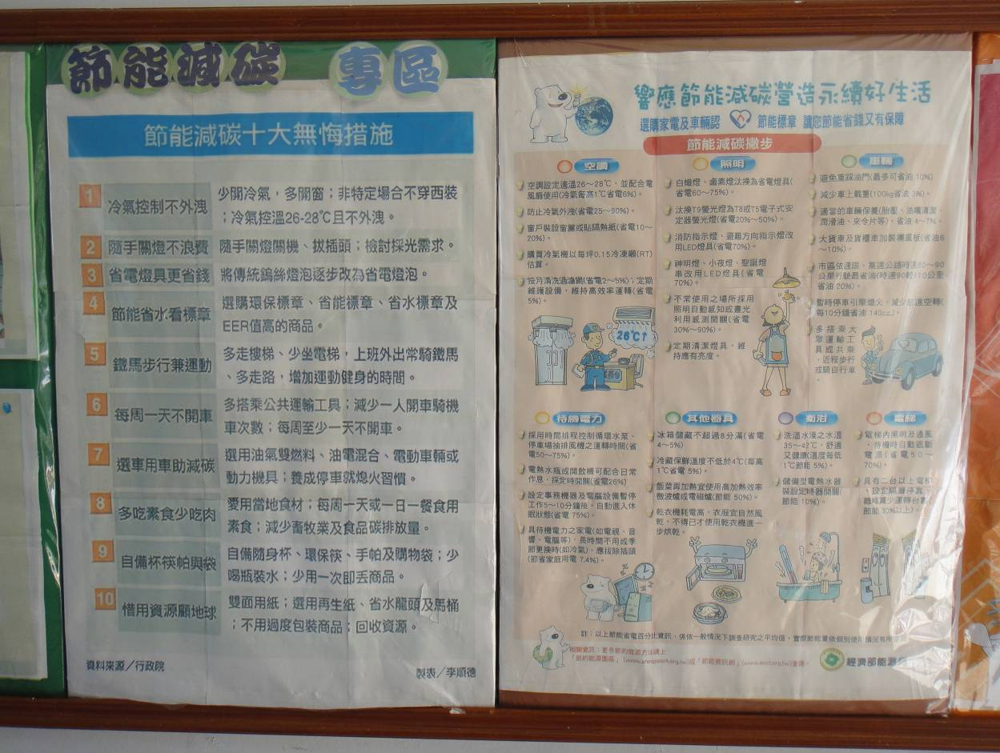 節能減碳 專區
節能減碳十大無悔措施
1 冷氣控制不外洩
少開冷氣，多開窗；非特定場合不穿西裝
；冷氣控溫26-28℃且不外洩。
2 隨手關燈不浪費 隨手關燈關機、拔插頭；檢討採光需求。
3 省電燈具更省錢 將傳統鎢絲燈泡逐步改為省電燈泡。
4 節能省水看標章
選購環保標章、省能標章、省水標章及
EER值高的商品。
5 鐵馬步行兼運動
多走樓梯、少坐電梯，上班外出常騎鐵馬
、多走路，增加運動健身的時間。
6 每周一天不開車
多搭乘公共運輸工具；減少一人開車騎機
車次數；每周至少一天不開車。
7 選車用車助減碳
選用油氣雙燃料、油電混合、電動車輛或
動力機具；養成停車就熄火習慣。
8 多吃素食少吃肉
愛用當地食材；每周一天或一日一餐食用
素食；減少畜牧業及食品碳排放量。
9 自備杯筷帕與袋
自備隨身杯、環保筷、手帕及購物袋；少
喝瓶裝水；少用一次即丟商品。
10 惜用資源顧地球
雙面用紙；選用再生紙、省水龍頭及馬桶
；不用過度包裝商品；回收資源。
資料來源／行政院
製表／李順德
響應節能減碳營造永續好生活
選購家電及車輛認 節能標章 讓您節能省錢又有保障
節能減碳撇步
空調
空調設定適溫26～28℃，並配合電
風扇使用(冷氣每高1℃省電6%)。
防止冷氣外洩(省電25～90%)。
窗戶裝設窗簾或貼隔熱紙(省電10～
20%)。
購買冷氣機以每坪0.15冷凍噸(RT)
估算。
按月清洗過濾網(省電2～5%)；定期
維護設備，維持高效率運轉(省電
5%)。
26℃↑
照明
白熾燈、鹵素燈汰換為省電燈具(
省電60～75%)。
汰換T9螢光燈為T8或T5電子式安
定器螢光燈(省電20%～50%)。
消防指示燈、避難方向指示燈改
用LED燈具(省電70%)。
神明燈、小夜燈、聖誕燈
串改用LED燈具(省電
70%)。
不常使用之場所採用
照明自動感知或晝光
利用感測開關(省電
30%～90%)。
定期清潔燈具，維
持應有亮度。
車輛
避免重踩油門(最多可省油 10%)
減少車上載重(100kg省油 3%)。
適當的車輛保養(胎壓、油嘴清潔、
潤滑油、來令片等)，省油 4～7%。
大貨車及貨櫃車加裝導風板(省油6
～10%)。
市區依速限，高速公路時速80～90
公里行駛最省油(時速90較110公里
省油 20%)。
暫時停車引擎熄火，減少怠速空轉(
每10分鐘省油 140cc)。
多搭乘大
眾運輸工
具或共乘
，近程步行
或騎自行車
待機電力
採用時間排程控制循環水泵、
停車場抽排風機之運轉時間(省
電50～75%)。
電熱水瓶或開飲機可配合日常
作息，採定時開關(省電26%)
設定事務機器及電腦設備暫停
工作5～10分鐘後，自動進入休
眠狀態(省電 75%)。
具待機電力之家電(如電視、音
響、電腦等)，長時間不用或季
節更換時(如冷氣)，應拔除插頭
(節省家庭用電 7.4%)。
其他器具
冰箱儲藏不超過8分滿(省電
4～5%)
冷藏保鮮溫度不低於4℃(每高
1℃省電 5%)。
飯菜再加熱宜使用高加熱效率
微波爐或電磁爐(節能 50%)。
乾衣機耗電高，衣服宜自然風
乾，不得已才使用乾衣機進一
步烘乾。
衛浴
洗溫水澡之水溫
35～42℃，舒適
又健康(溫度每低
1℃節能 5%)。
儲備型電熱水器
裝設定時器開關
(節能 10%)。
電梯
電梯內照明及通風
，待機時自動遮斷
電源(省電50～
70%)。
具有二台以上電梯
，設定隔層停靠、
離峰減少運轉台數
節能30%以上)。
註：以上節能省電百分比資訊，係依一般情況下調查研究之平均值，實際節能量依個別使用情況有所
相關資訊：更多節約能源方法請上
「節約能源園區」
「節能資訊網」
經濟部能源